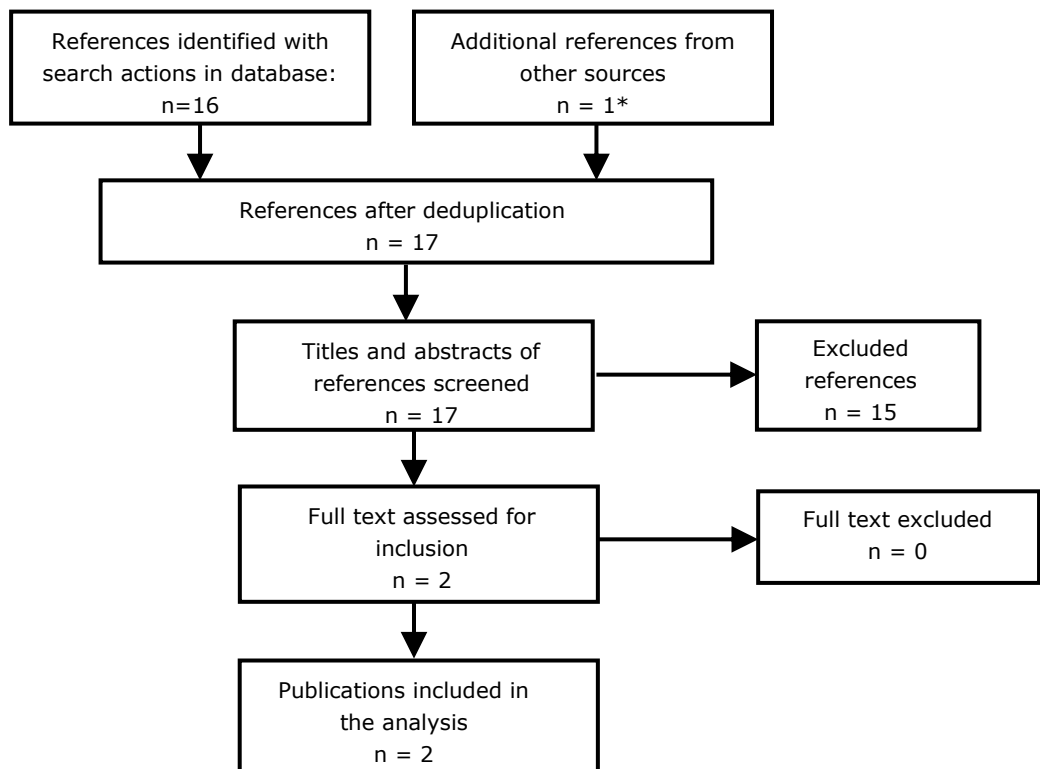 References identified with
search actions in database:
n=16
Additional references from
other sources
n = 1*
References after deduplication
n = 17
Titles and abstracts of
references screened
n = 17
Excluded
references
n = 15
Full text assessed for
inclusion
n = 2
Full text excluded
n = 0
Publications included in
the analysis
n = 2